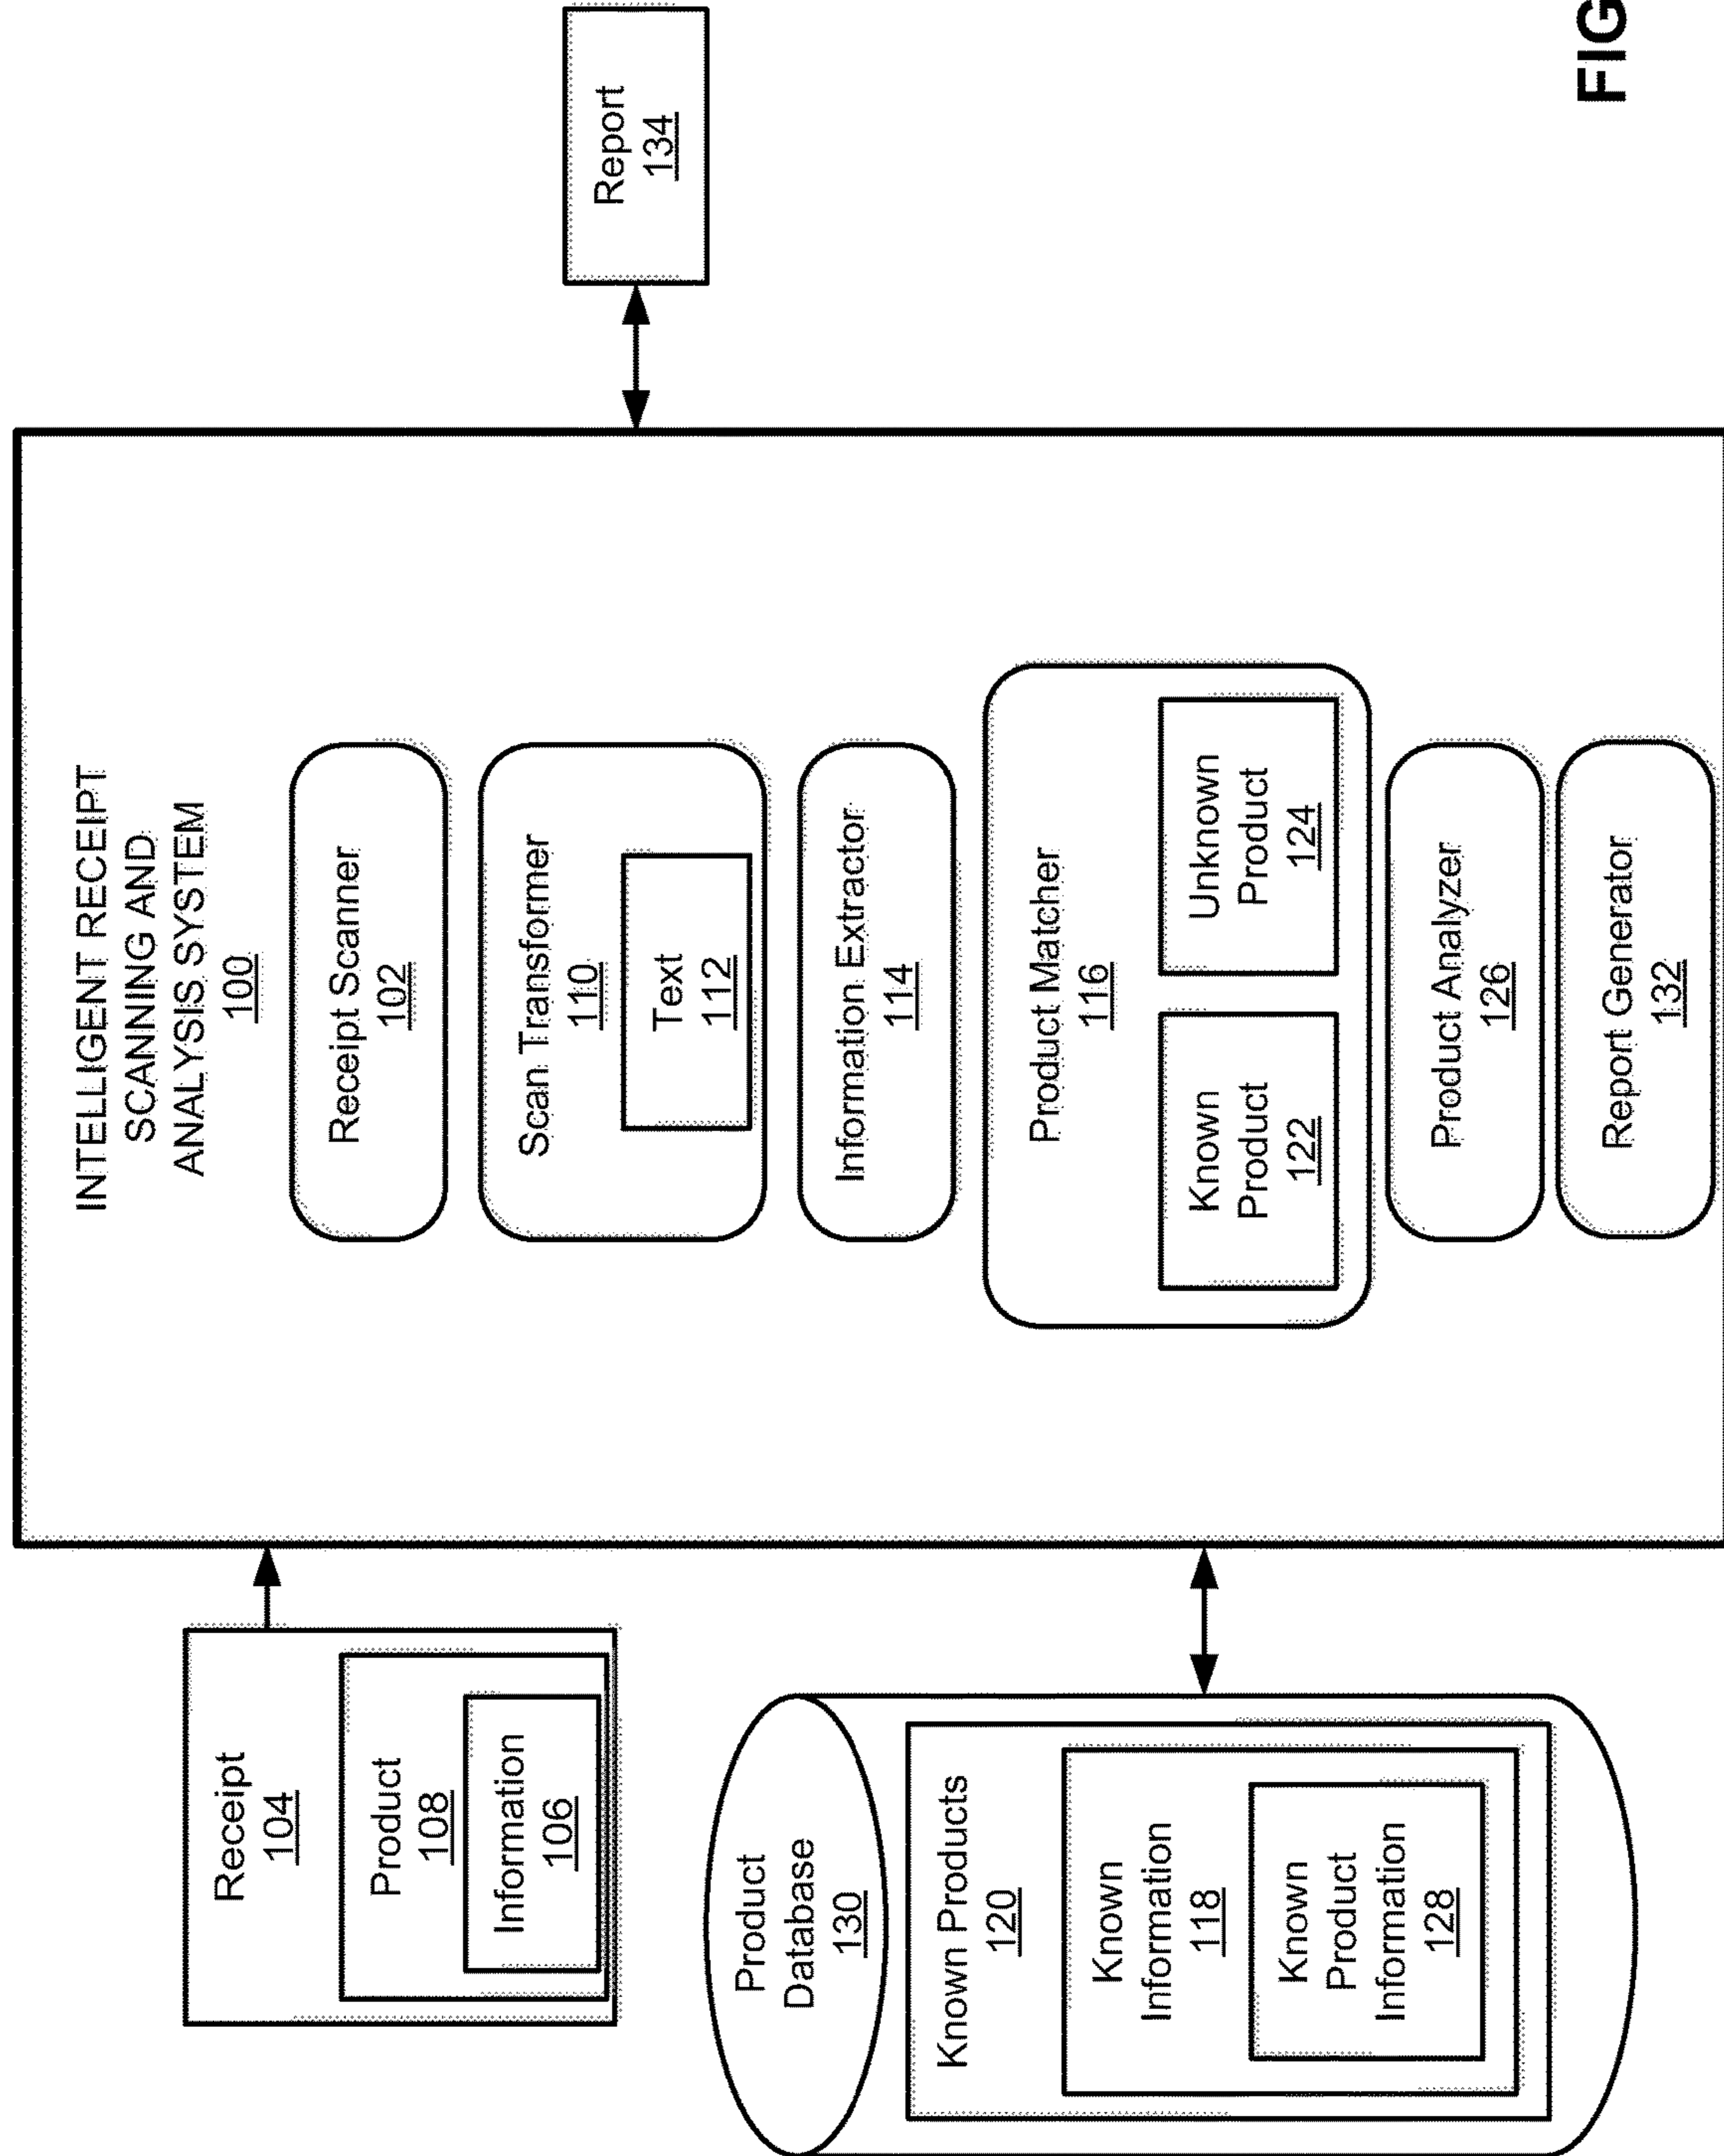 INTELLIGENT RECEIPT
SCANNING AND
ANALYSIS SYSTEM
100
Receipt
104
Product
108
Information
106
Receipt Scanner
102
Scan Transformer
110
Text
112
Information Extractor
114
Product Matcher
116
Known
Product
122
Unknown
Product
124
Product Analyzer
126
Report Generator
132
Product
Database
130
Known Products
120
Known
Information
118
Known
Product
Information
128
Report
134
FIG